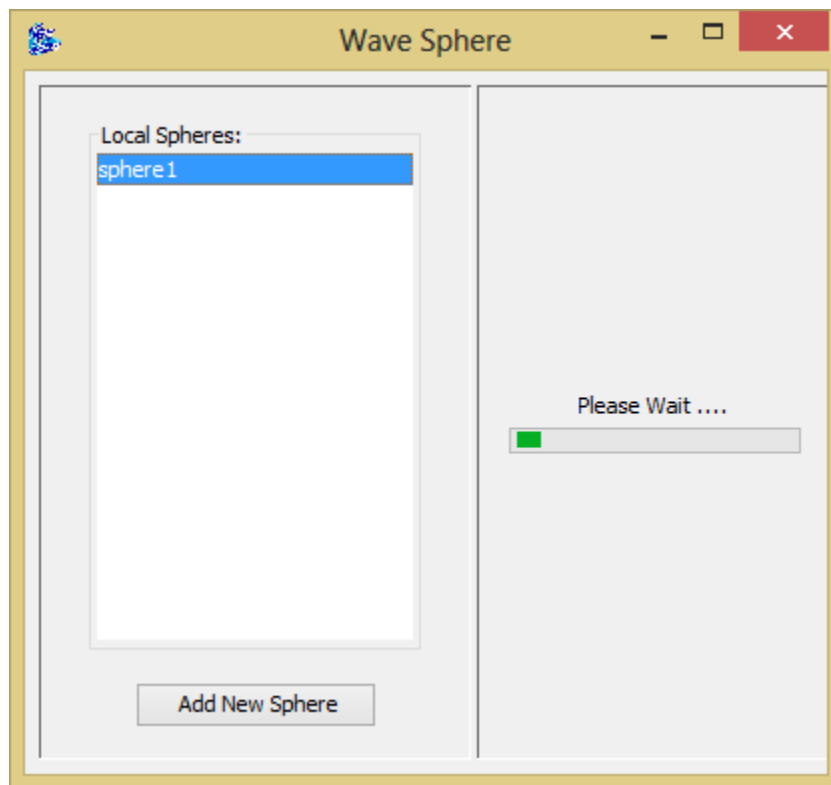 Wave Sphere
Local Spheres:
sphere1
Please Wait ....
Add New Sphere